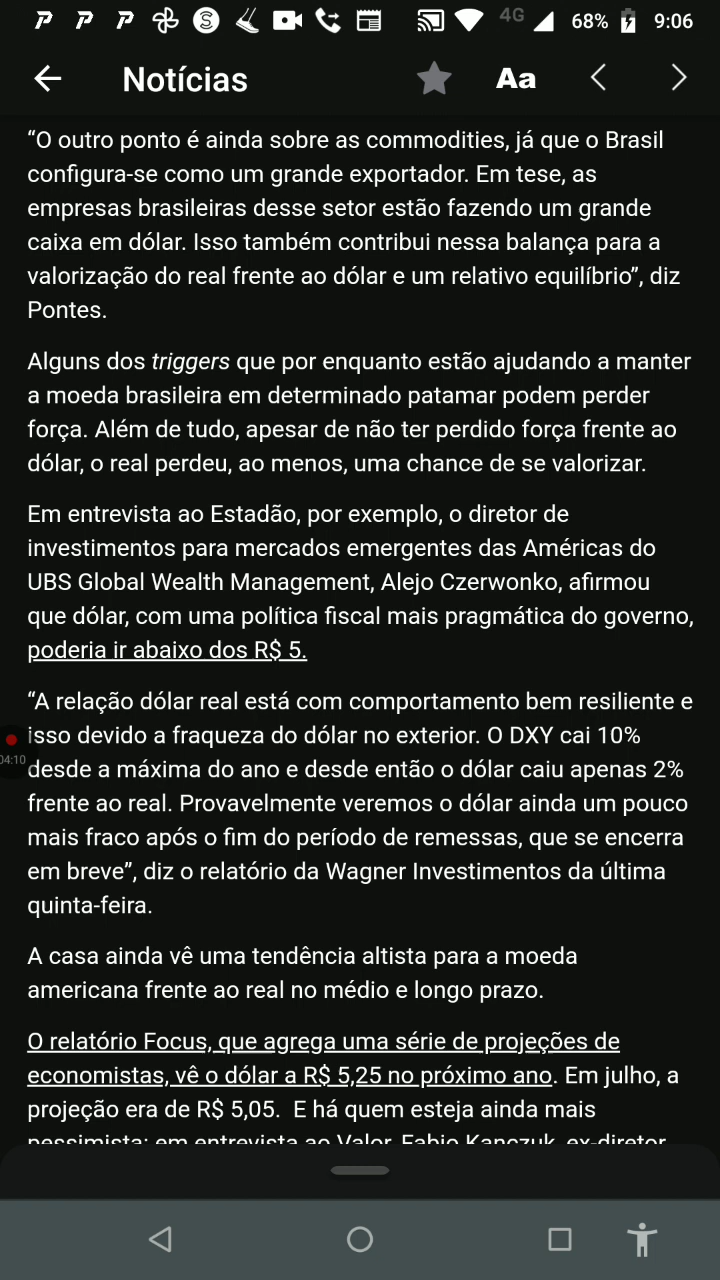 4G 68% 9:06
Notícias Aa
“O outro ponto é ainda sobre as commodities, já que o Brasil
configura-se como um grande exportador. Em tese, as
empresas brasileiras desse setor estão fazendo um grande
caixa em dólar. Isso também contribui nessa balança para a
valorização do real frente ao dólar e um relativo equilíbrio”, diz
Pontes.
Alguns dos triggers que por enquanto estão ajudando a manter
a moeda brasileira em determinado patamar podem perder
força. Além de tudo, apesar de não ter perdido força frente ao
dólar, o real perdeu, ao menos, uma chance de se valorizar.
Em entrevista ao Estadão, por exemplo, o diretor de
investimentos para mercados emergentes das Américas do
UBS Global Wealth Management, Alejo Czerwonko, afirmou
que dólar, com uma política fiscal mais pragmática do governo,
poderia ir abaixo dos R$ 5.
“A relação dólar real está com comportamento bem resiliente e
isso devido a fraqueza do dólar no exterior. O DXY cai 10%
04:10
desde a máxima do ano e desde então o dólar caiu apenas 2%
frente ao real. Provavelmente veremos o dólar ainda um pouco
mais fraco após o fim do período de remessas, que se encerra
em breve”, diz o relatório da Wagner Investimentos da última
quinta-feira.
A casa ainda vê uma tendência altista para a moeda
americana frente ao real no médio e longo prazo.
O relatório Focus, que agrega uma série de projeções de
economistas, vê o dólar a R$ 5,25 no próximo ano. Em julho, a
projeção era de R$ 5,05. E há quem esteja ainda mais
pessimista: em entrevista ao Valor, Fabio Kanczuk, ex-diretor